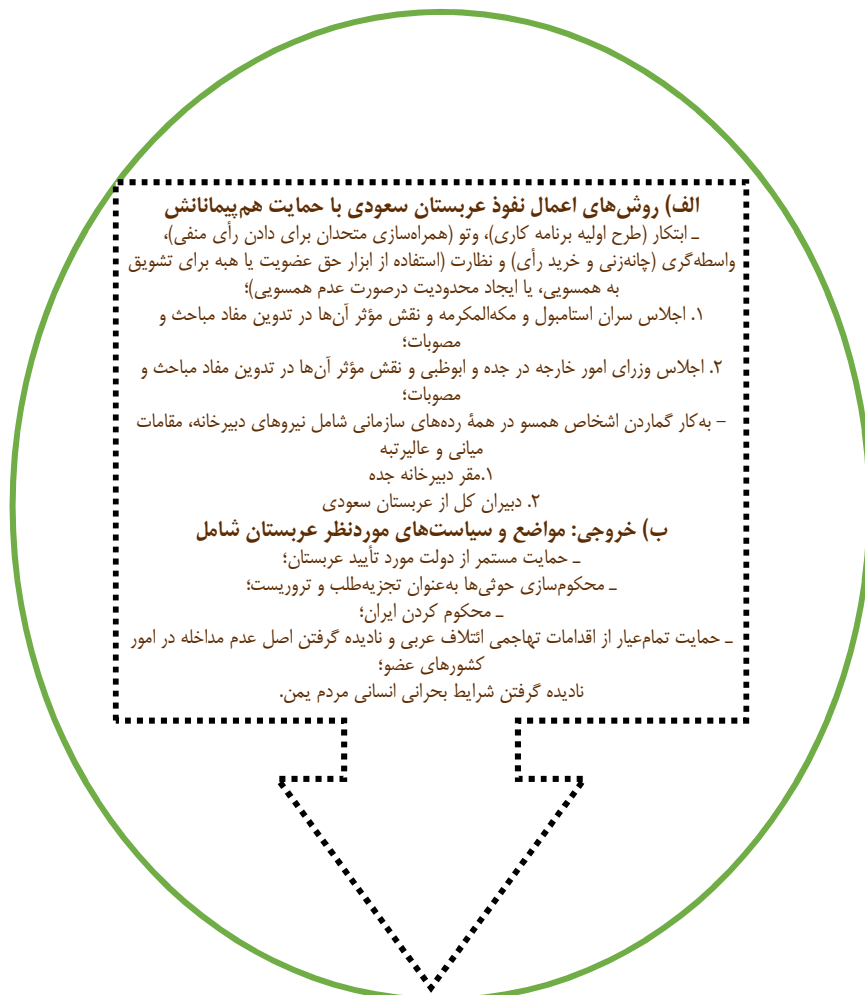 الف) روش‌های اعمال نفوذ عربستان سعودی با حمایت هم‌پیمانانش
ـ ابتکار (طرح اولیه برنامه کاری)، وتو (همراه‌سازی متحدان برای دادن رأی منفی)،
واسطه‌گری (چانه‌زنی و خرید رأی) و نظارت (استفاده از ابزار حق عضویت یا هبه برای تشویق
به همسویی، یا ایجاد محدودیت درصورت عدم همسویی)؛
۱. اجلاس سران استامبول و مکه‌المکرمه و نقش مؤثر آن‌ها در تدوین مفاد مباحث و
مصوبات؛
۲. اجلاس وزرای امور خارجه در جده و ابوظبی و نقش مؤثر آن‌ها در تدوین مفاد مباحث و
مصوبات؛
– به‌کار گماردن اشخاص همسو در همهٔ رده‌های سازمانی شامل نیروهای دبیرخانه، مقامات
میانی و عالیرتبه
۱.مقر دبیرخانه جده
۲. دبیران کل از عربستان سعودی
ب) خروجی: مواضع و سیاست‌های موردنظر عربستان شامل
ـ حمایت مستمر از دولت مورد تأیید عربستان؛
ـ محکوم‌سازی حوثی‌ها به‌عنوان تجزیه‌طلب و تروریست؛
ـ محکوم کردن ایران؛
ـ حمایت تمام‌عیار از اقدامات تهاجمی ائتلاف عربی و نادیده گرفتن اصل عدم مداخله در امور
کشورهای عضو؛
نادیده گرفتن شرایط بحرانی انسانی مردم یمن.